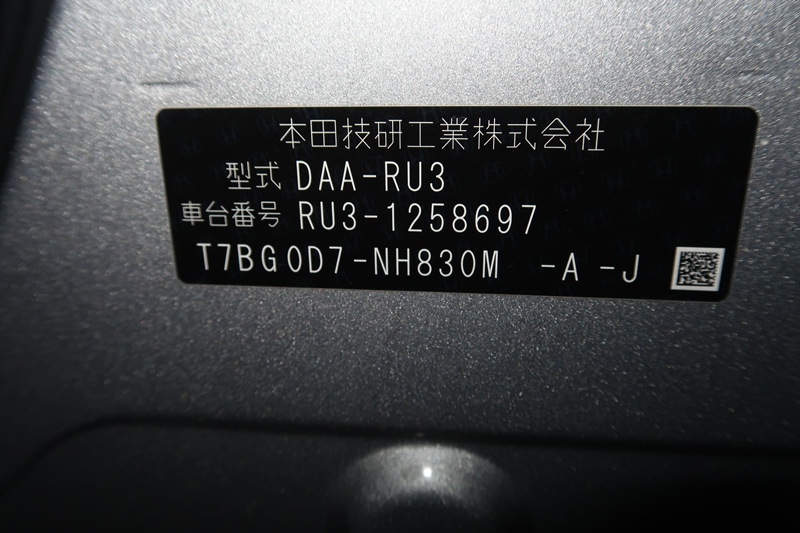 本田技研工業株式会社
型式 DAA-RU3
車台番号 RU3-1258697
T7BG0D7-NH830M -A -J